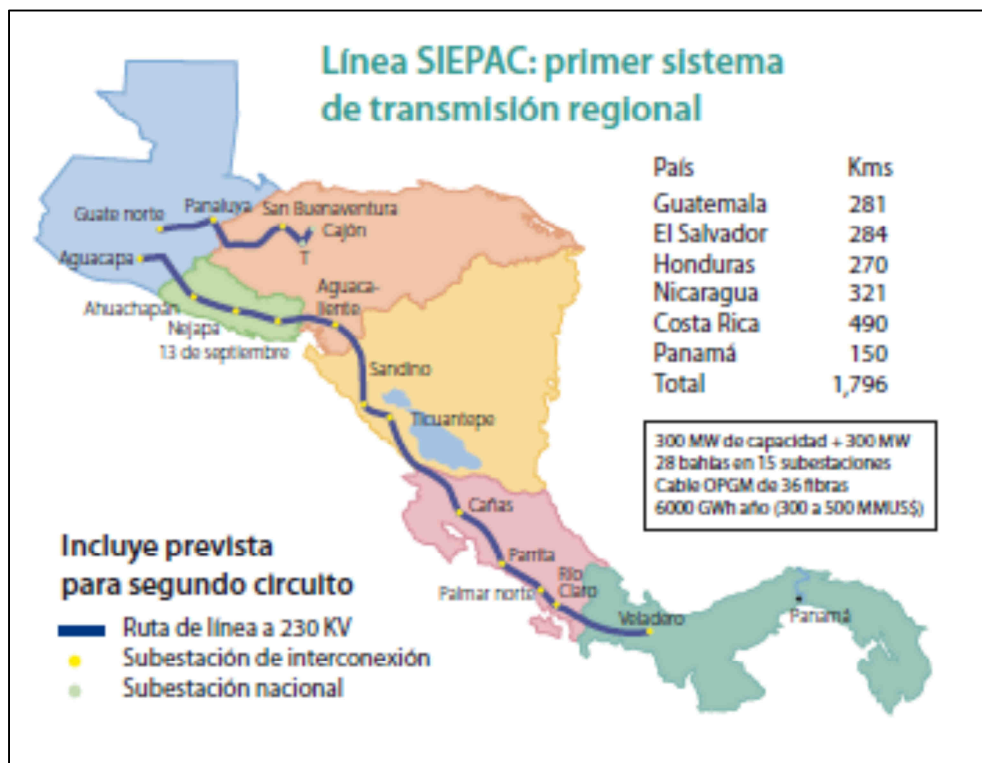 Línea SIEPAC: primer sistema
de transmisión regional
País Kms
Guatemala 281
El Salvador 284
Honduras 270
Nicaragua 321
Costa Rica 490
Panamá 150
Total 1,796
300 MW de capacidad + 300 MW
28 bahías en 15 subestaciones
Cable OPGM de 36 fibras
6000 GWh año (300 a 500 MMUS$)
Guate norte
Panaluya
San Buenaventura
Cajón
T
Aguacapa
Ahuachapán
Nejapa
13 de septiembre
Aguaca-
liente
Sandino
Ticuantepe
Cañas
Parrita
Palmar norte
Río
Claro
Veladero
Panamá
Incluye prevista
para segundo circuito
Ruta de línea a 230 KV
Subestación de interconexión
Subestación nacional